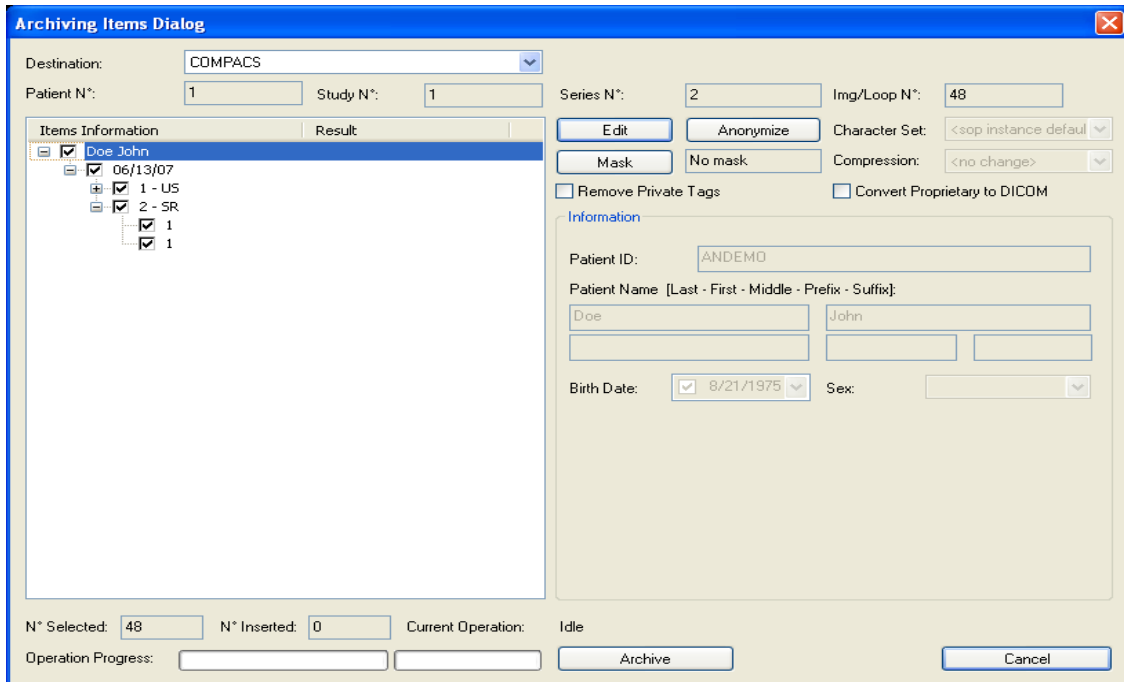 Archiving Items Dialog
Destination: COMPACS
Patient N°: 1 Study N°: 1 Series N°: 2 Img/Loop N°: 48
Items Information Result
Edit Anonymize Character Set: <sop instance defaul
Doe John
Mask No mask Compression: <no change>
06/13/07
1 - US
Remove Private Tags Convert Proprietary to DICOM
2 - SR
Information
1
1
Patient ID: ANDEMO
Patient Name [Last - First - Middle - Prefix - Suffix]:
Doe John
Birth Date: 8/21/1975 Sex:
N° Selected: 48 N° Inserted: 0 Current Operation: Idle
Operation Progress: Archive Cancel